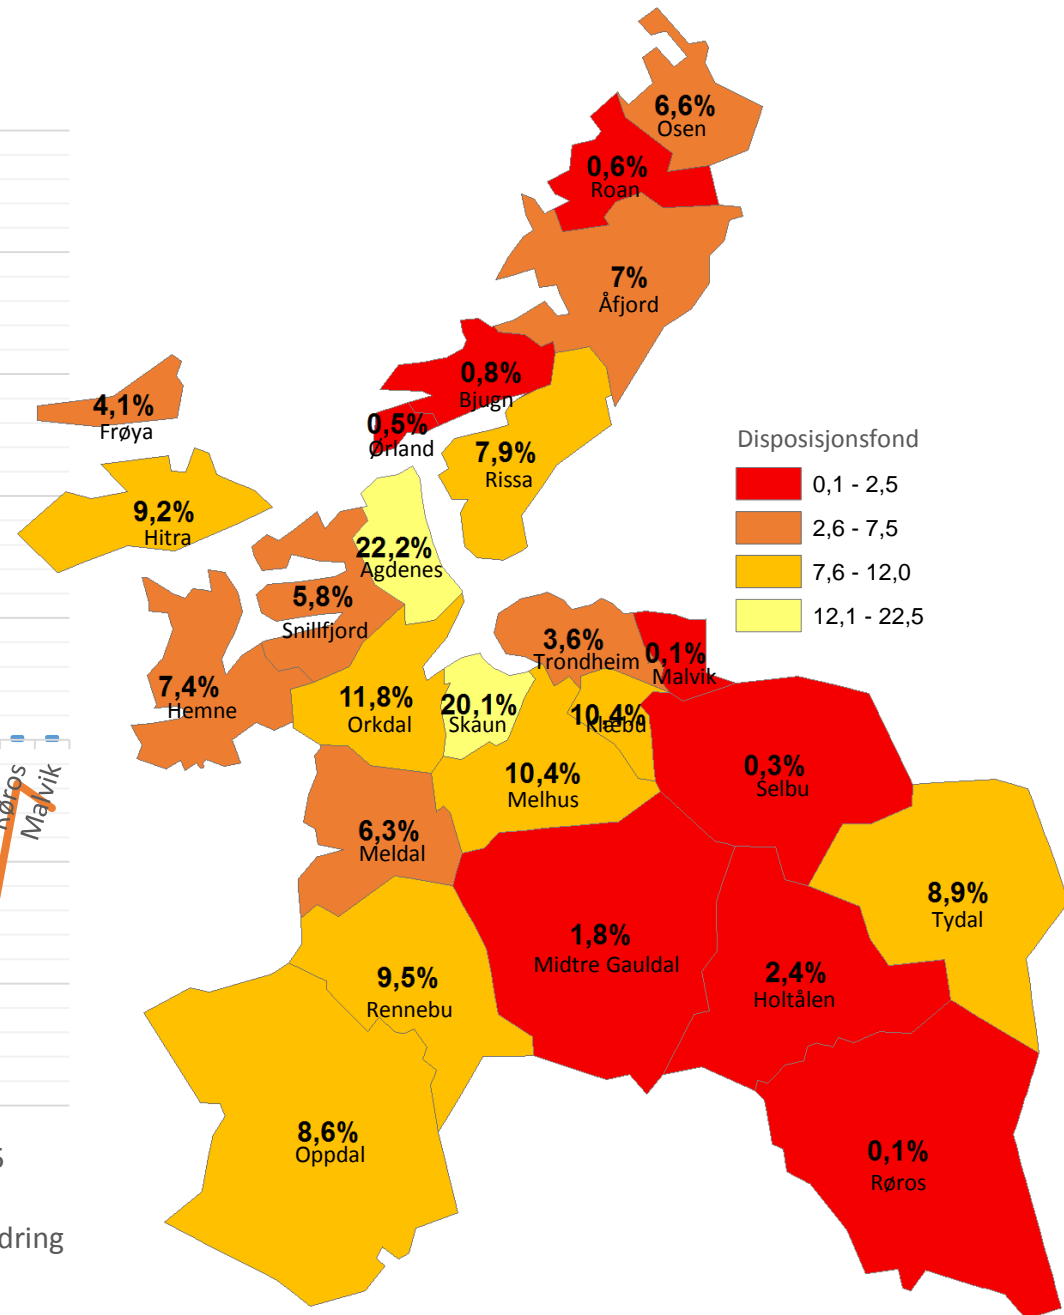 6,6%
Osen
0,6%
Roan
7%
Åfjord
0,8%
Bjugn
4,1%
Frøya
0,5%
Ørland
7,9%
Rissa
Disposisjonsfond
0,1 - 2,5
2,6 - 7,5
7,6 - 12,0
12,1 - 22,5
9,2%
Hitra
22,2%
Agdenes
5,8%
Snillfjord
3,6%
Trondheim
0,1%
Malvik
7,4%
Hemne
11,8%
Orkdal
20,1%
Skaun
10,4%
Klæbu
10,4%
Melhus
0,3%
Selbu
Røros
Malvik
6,3%
Meldal
8,9%
Tydal
1,8%
Midtre Gauldal
2,4%
Holtålen
9,5%
Rennebu
8,6%
Oppdal
0,1%
Røros
dring